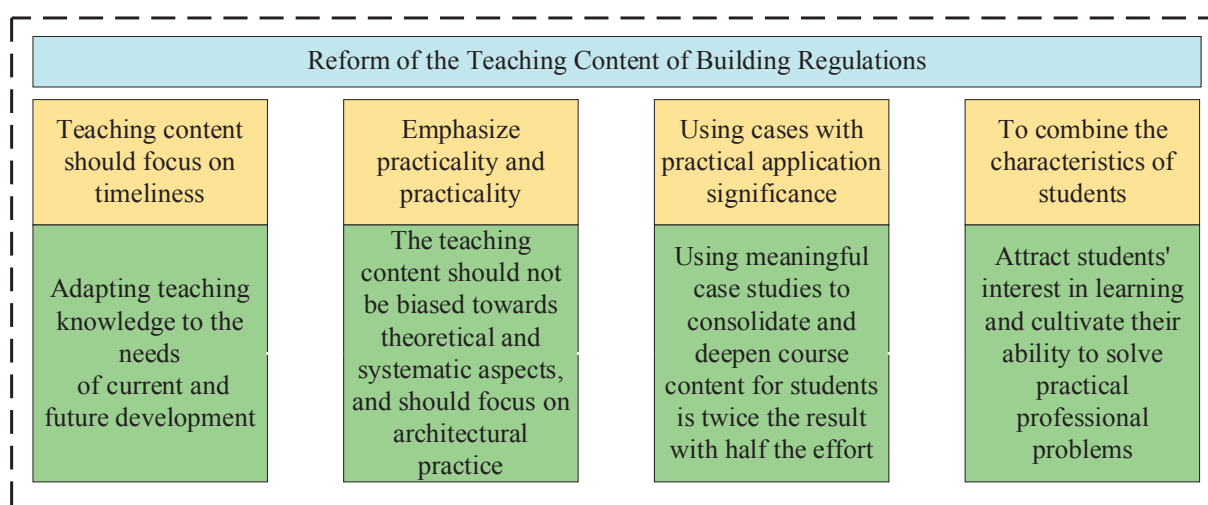 Reform of the Teaching Content of Building Regulations
Teaching content
should focus on
timeliness
Adapting teaching
knowledge to the
needs
of current and
future development
Emphasize
practicality and
practicality
The teaching
content should not
be biased towards
theoretical and
systematic aspects,
and should focus on
architectural
practice
Using cases with
practical application
significance
Using meaningful
case studies to
consolidate and
deepen course
content for students
is twice the result
with half the effort
To combine the
characteristics of
students
Attract students'
interest in learning
and cultivate their
ability to solve
practical
professional
problems